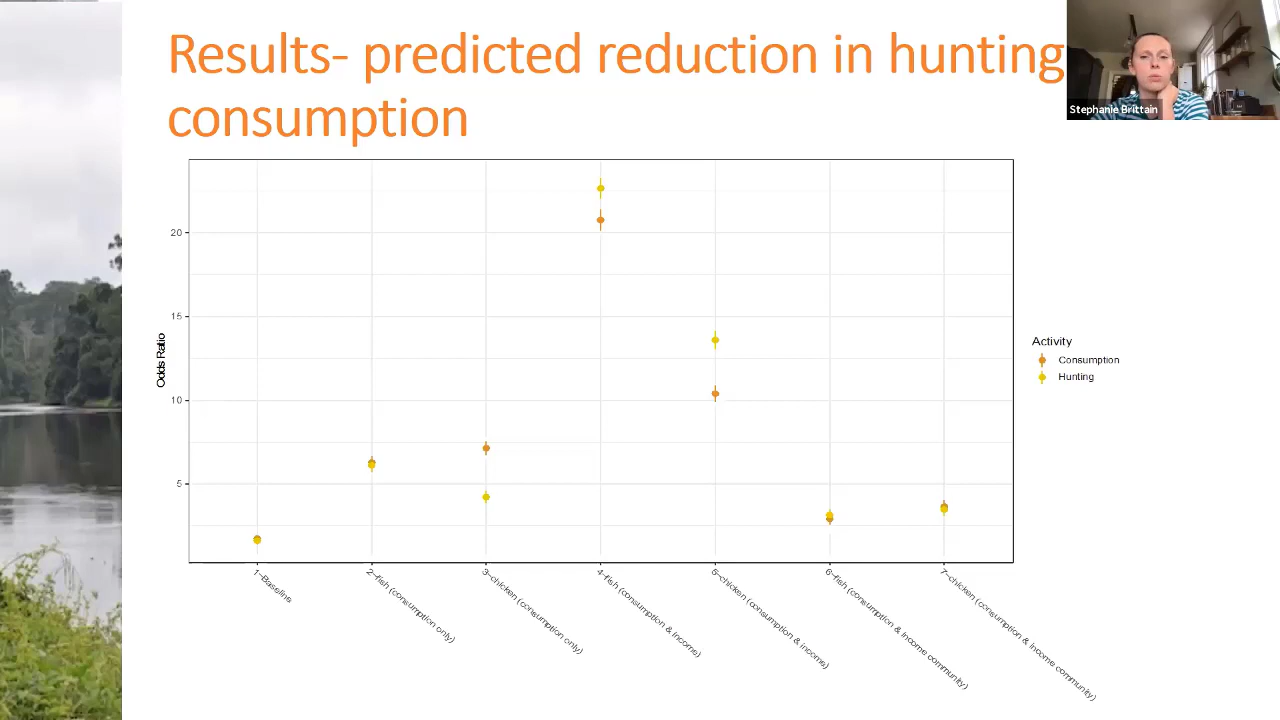 Results- predicted reduction in hunting
consumption
Stephanie Brittain
20
15
10
5
Odds Ratio
Activity
Consumption
Hunting
1-Baseline
2-fish (consumption only)
3-chicken (consumption only)
4-fish (consumption & income)
5-chicken (consumption & income)
6-fish (consumption & income community)
7-chicken (consumption & income community)